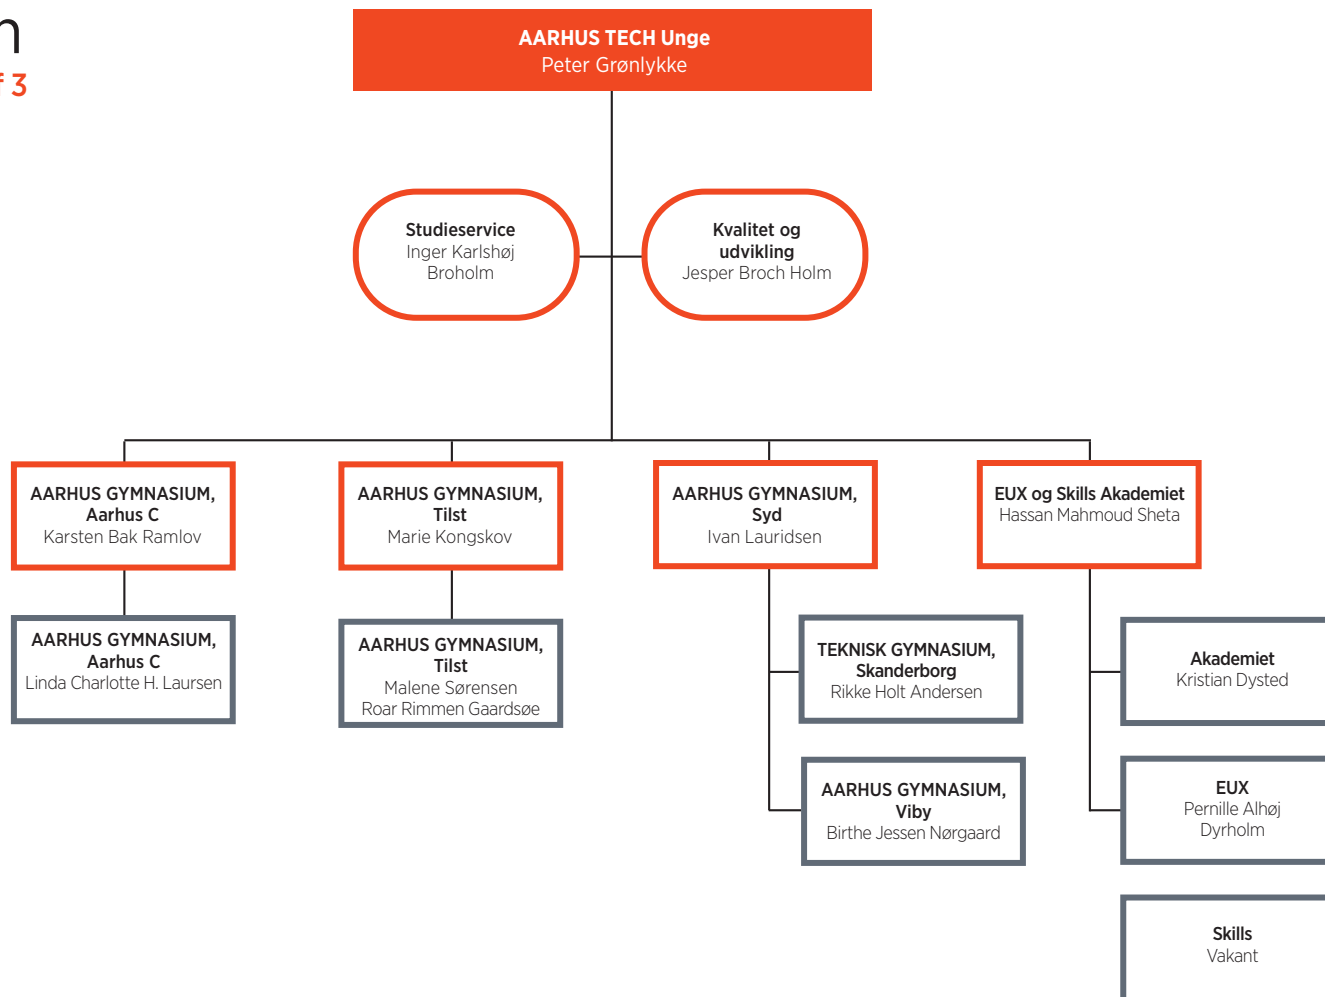 AARHUS TECH Unge
Peter Grønlykke
Studieservice
Inger Karlshøj
Broholm
Kvalitet og
udvikling
Jesper Broch Holm
AARHUS GYMNASIUM,
Aarhus C
Karsten Bak Ramlov
AARHUS GYMNASIUM,
Tilst
Marie Kongskov
AARHUS GYMNASIUM,
Syd
Ivan Lauridsen
EUX og Skills Akademiet
Hassan Mahmoud Sheta
AARHUS GYMNASIUM,
Aarhus C
Linda Charlotte H. Laursen
AARHUS GYMNASIUM,
Tilst
Malene Sørensen
Roar Rimmen Gaardsøe
TEKNISK GYMNASIUM,
Skanderborg
Rikke Holt Andersen
Akademiet
Kristian Dysted
AARHUS GYMNASIUM,
Viby
Birthe Jessen Nørgaard
EUX
Pernille Alhøj
Dyrholm
Skills
Vakant